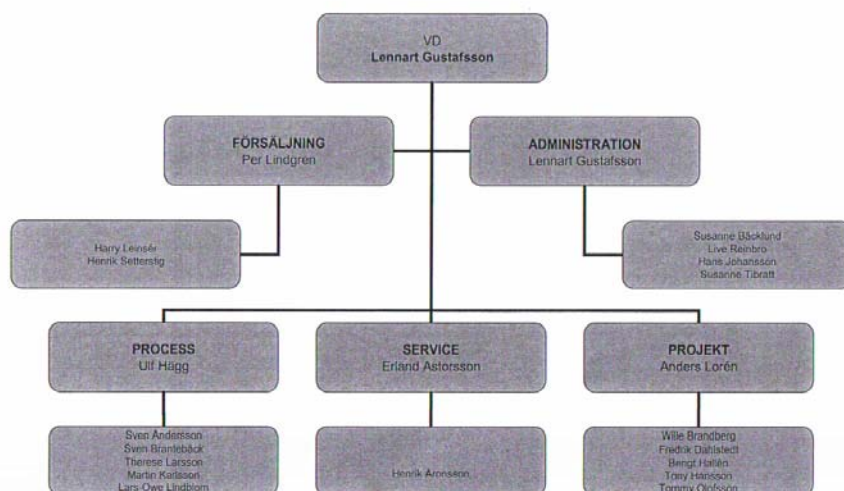 VD
Lennart Gustafsson
FÖRSÄLJNING
Per Lindgren
ADMINISTRATION
Lennart Gustafsson
Harry Leinsér
Henrik Setterstig
Susanne Bäcklund
Live Reinbro
Hans Johansson
Susanne Tibratt
PROCESS
Ulf Hägg
SERVICE
Erland Astorsson
PROJEKT
Anders Lorén
Sven Andersson
Sven Brantebäck
Therese Larsson
Martin Karlsson
Lars-Owe Lindblom
Henrik Aronsson
Wille Brandberg
Fredrik Dahlstedt
Bengt Hallén
Tony Hansson
Tommy Olofsson